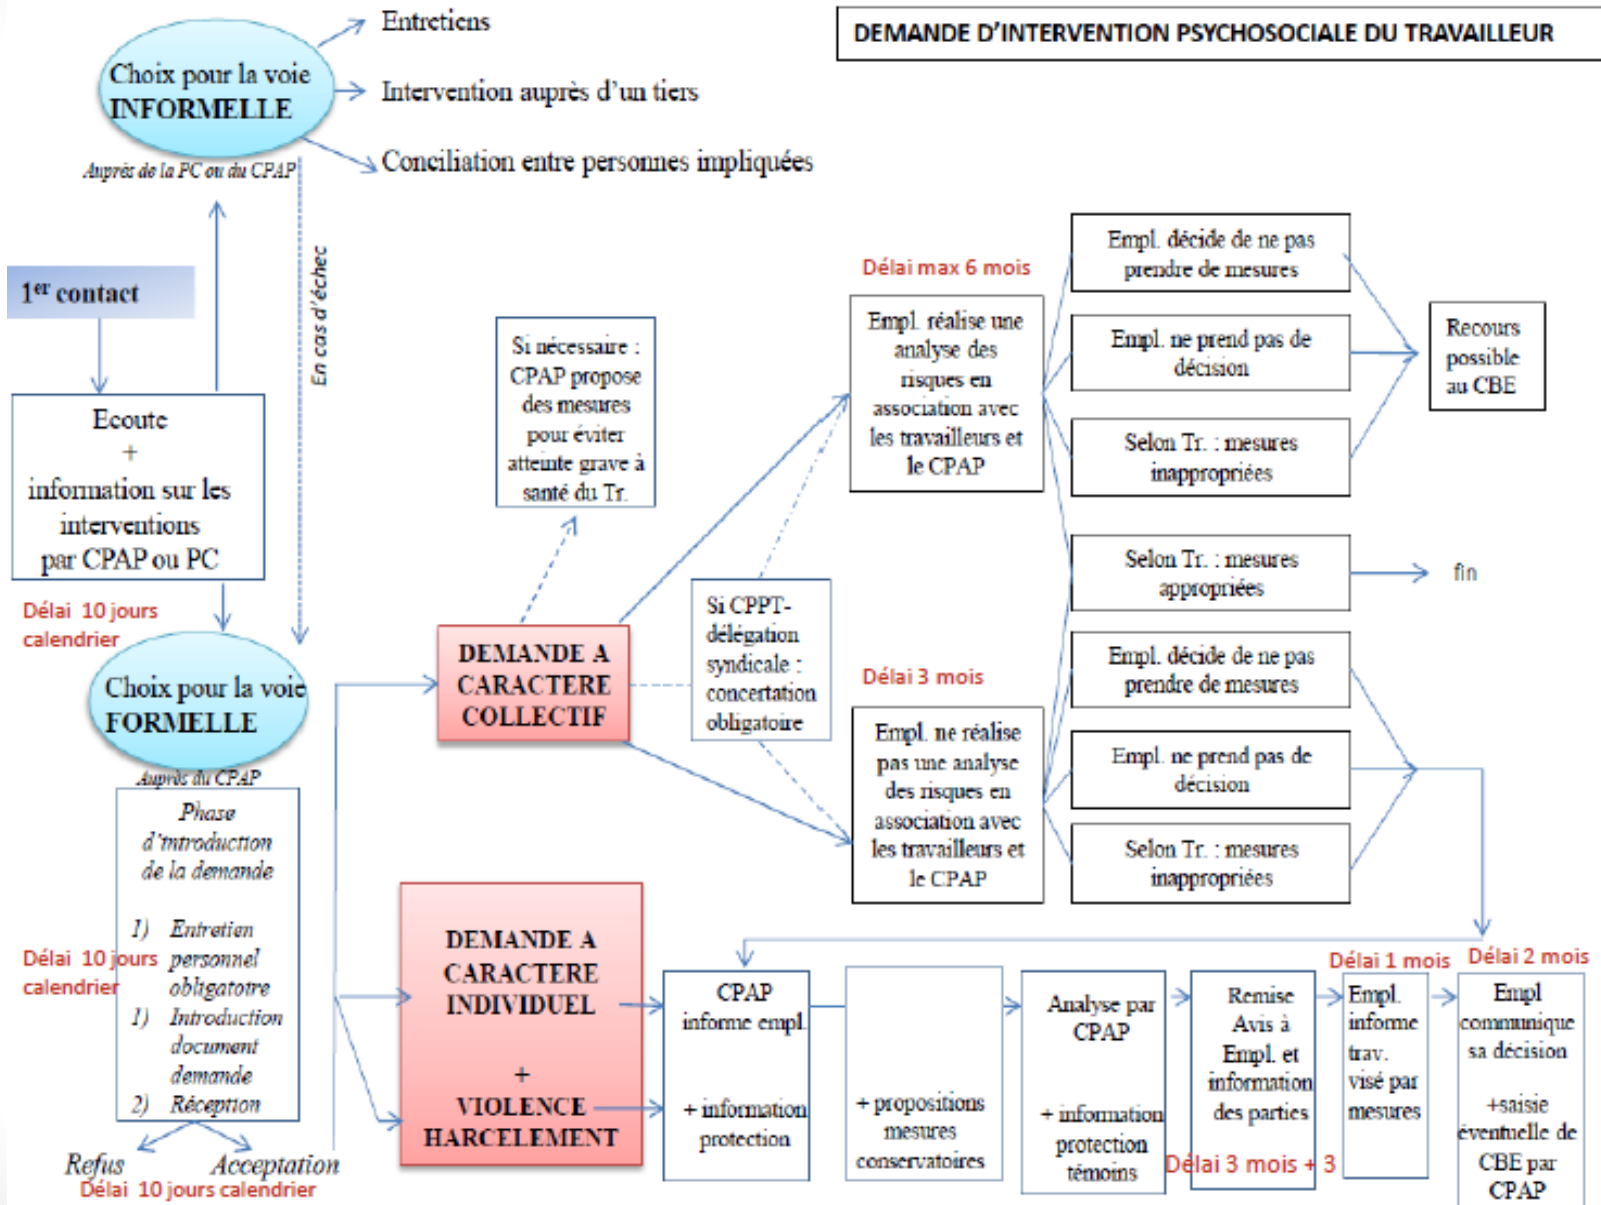 DEMANDE D'INTERVENTION PSYCHOSOCIALE DU TRAVAILLEUR
Choix pour la voie
INFORMELLE
Auprès de la PC ou du CPAP
Entretiens
Intervention auprès d'un tiers
Conciliation entre personnes impliquées
En cas d'échec
1er contact
Ecoute
+
information sur les
interventions
par CPAP ou PC
Délai 10 jours
calendrier
Choix pour la voie
FORMELLE
Auprès du CPAP
Phase
d'introduction
de la demande
1) Entretien
personnel
obligatoire
1) Introduction
document
demande
2) Réception
Délai 10 jours
calendrier
Refus
Acceptation
Délai 10 jours calendrier
Si nécessaire :
CPAP propose
des mesures
pour éviter
atteinte grave à
santé du Tr.
DEMANDE A
CARACTERE
COLLECTIF
Si CPPT-
délégation
syndicale :
concertation
obligatoire
Délai max 6 mois
Empl. réalise une
analyse des
risques en
association avec
les travailleurs et
le CPAP
Délai 3 mois
Empl. ne réalise
pas une analyse
des risques en
association avec
les travailleurs et
le CPAP
Empl. décide de ne pas
prendre de mesures
Empl. ne prend pas de
décision
Selon Tr. : mesures
inappropriées
Recours
possible
au CBE
Selon Tr. : mesures
appropriées
fin
Empl. décide de ne pas
prendre de mesures
Empl. ne prend pas de
décision
Selon Tr. : mesures
inappropriées
DEMANDE A
CARACTERE
INDIVIDUEL
+
VIOLENCE
HARCELEMENT
CPAP
informe empl.
+ information
protection
+ propositions
mesures
conservatoires
Analyse par
CPAP
+ information
protection
témoins
Remise
Avis à
Empl. et
information
des parties
Délai 3 mois + 3
Délai 1 mois
Empl.
informe
trav.
visé par
mesures
Délai 2 mois
Empl
communique
sa décision
+saisie
éventuelle de
CBE par
CPAP